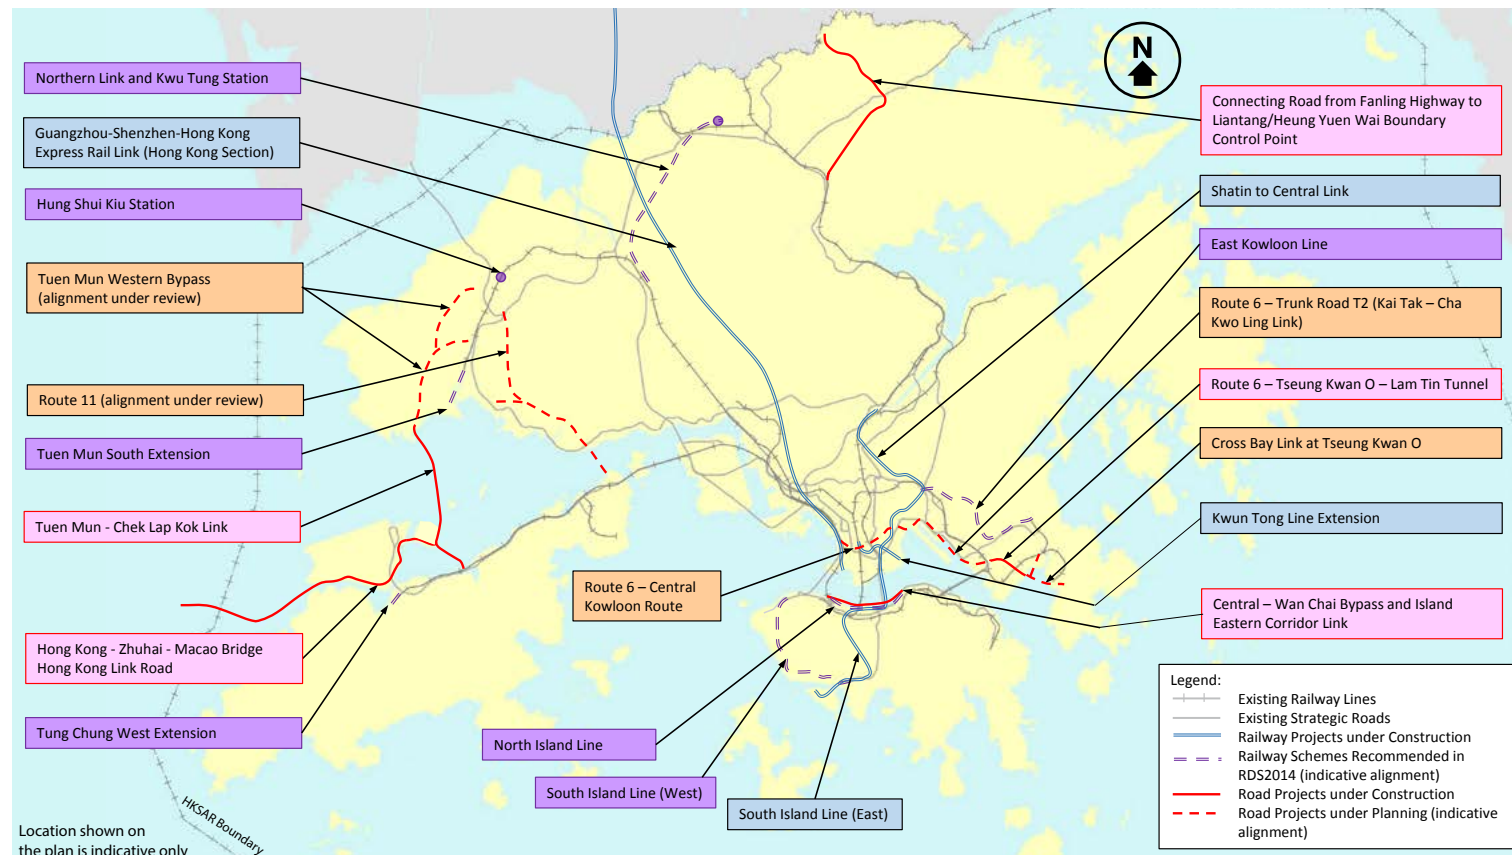 Northern Link and Kwu Tung Station
Guangzhou-Shenzhen-Hong Kong
Express Rail Link (Hong Kong Section)
Hung Shui Kiu Station
Tuen Mun Western Bypass
(alignment under review)
Route 11 (alignment under review)
Tuen Mun South Extension
Tuen Mun - Chek Lap Kok Link
Hong Kong - Zhuhai - Macao Bridge
Hong Kong Link Road
Tung Chung West Extension
HKSAR Boundary
Location shown on
the plan is indicative only
N
Route 6 – Central
Kowloon Route
North Island Line
South Island Line (West)
South Island Line (East)
Connecting Road from Fanling Highway to
Liantang/Heung Yuen Wai Boundary
Control Point
Shatin to Central Link
East Kowloon Line
Route 6 – Trunk Road T2 (Kai Tak – Cha
Kwo Ling Link)
Route 6 – Tseung Kwan O – Lam Tin Tunnel
Cross Bay Link at Tseung Kwan O
Kwun Tong Line Extension
Central – Wan Chai Bypass and Island
Eastern Corridor Link
Legend:
Existing Railway Lines
Existing Strategic Roads
Railway Projects under Construction
Railway Schemes Recommended in
RDS2014 (indicative alignment)
Road Projects under Construction
Road Projects under Planning (indicative
alignment)